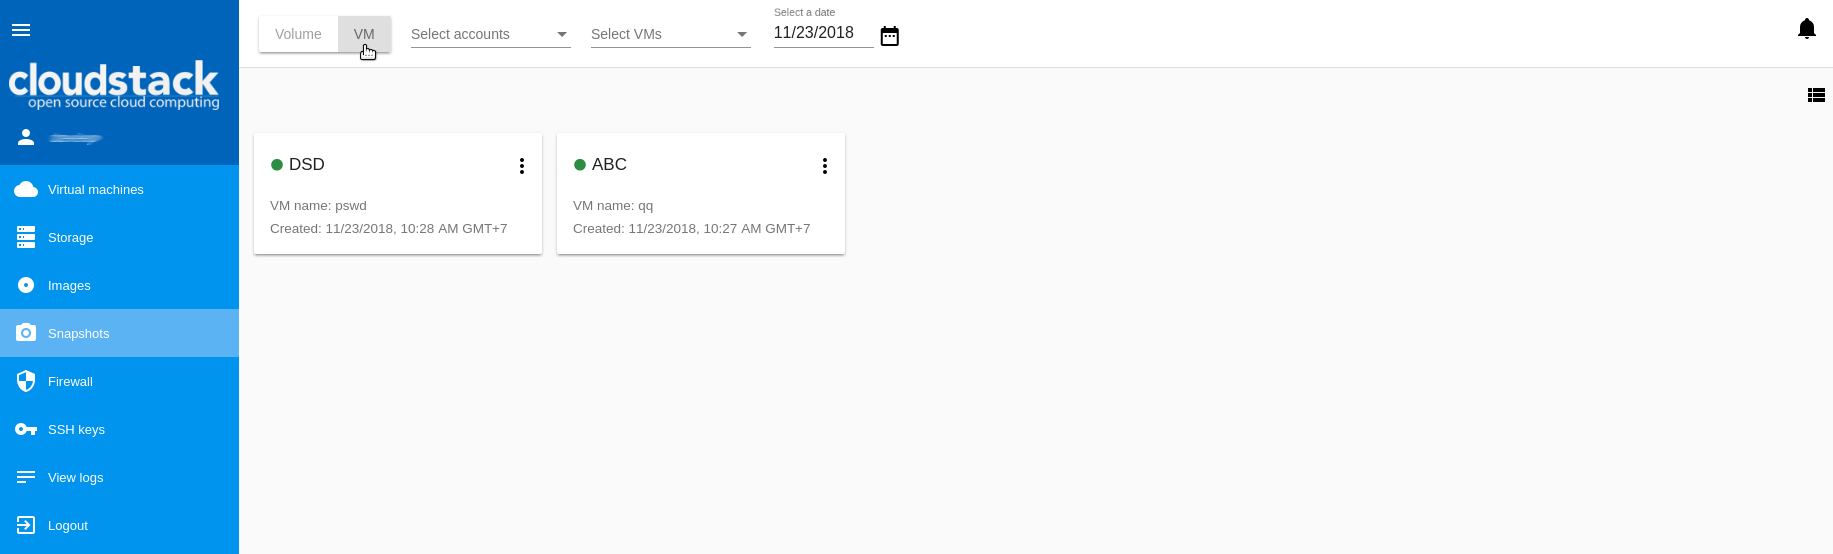 cloudstack
open source cloud computing
Virtual machines
Storage
Images
Snapshots
Firewall
SSH keys
View logs
Logout
Volume VM Select accounts Select VMs
Select a date
11/23/2018
DSD
VM name: pswd
Created: 11/23/2018, 10:28 AM GMT+7
ABC
VM name: qq
Created: 11/23/2018, 10:27 AM GMT+7